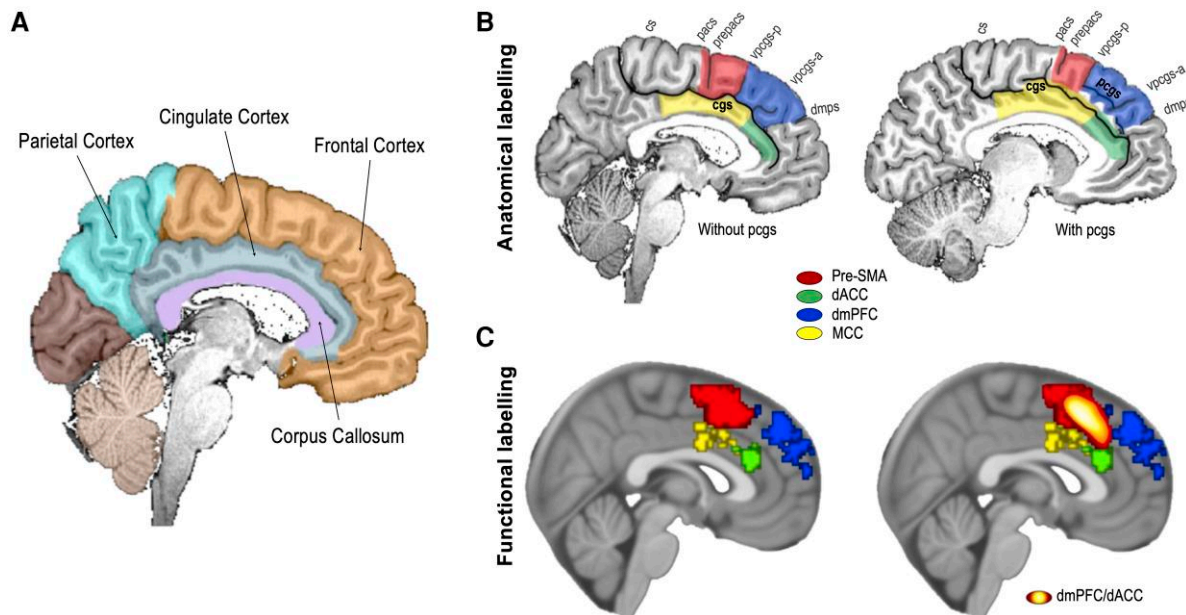 A
Parietal Cortex
Cingulate Cortex
Frontal Cortex
Corpus Callosum
B
Anatomical labelling
cs
pacs
prepacs
vpcgs-p
vpcgs-a
dmps
cgs
Without pcgs
cs
pacs
prepacs
vpcgs-p
vpcgs-a
dmps
cgs
pcgs
With pcgs
Pre-SMA
dACC
dmPFC
MCC
C
Functional labelling
dmPFC/dACC